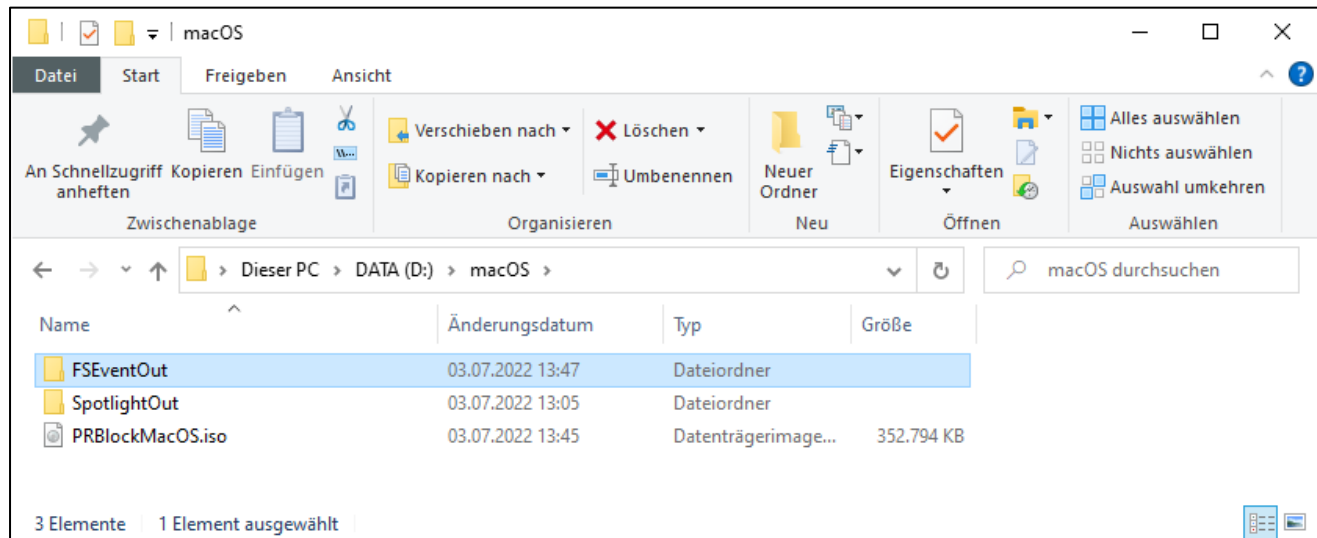 macOS
Datei Start Freigeben Ansicht
An Schnellzugriff anheften
Kopieren
Einfügen
Zwischenablage
Verschieben nach
Kopieren nach
Löschen
Umbenennen
Organisieren
Neuer
Ordner
Neu
Eigenschaften
Öffnen
Alles auswählen
Nichts auswählen
Auswahl umkehren
Auswählen
Dieser PC > DATA (D:) > macOS >
macOS durchsuchen
Name Änderungsdatum Typ Größe
FSEventOut 03.07.2022 13:47 Dateiordner
SpotlightOut 03.07.2022 13:05 Dateiordner
PRBlockMacOS.iso 03.07.2022 13:45 Datenträgerimage... 352.794 KB
3 Elemente 1 Element ausgewählt